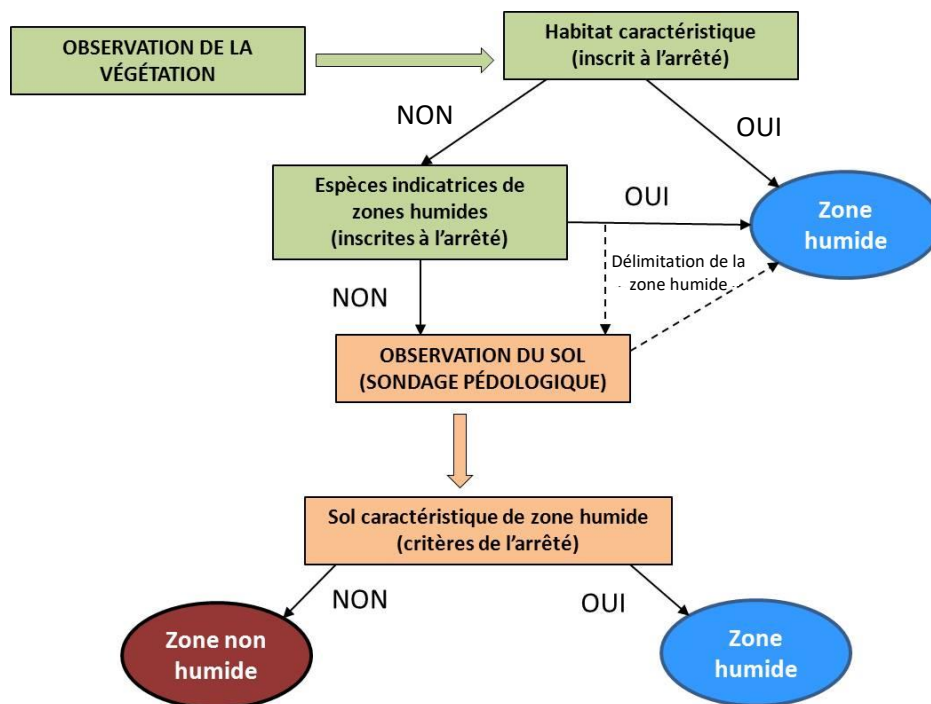 OBSERVATION DE LA
VÉGÉTATION
Habitat caractéristique
(inscrit à l'arrêté)
NON
OUI
Espèces indicatrices de
zones humides
(inscrites à l'arrêté)
OUI
Zone
humide
Délimitation de la
zone humide
NON
OBSERVATION DU SOL
(SONDAGE PÉDOLOGIQUE)
Sol caractéristique de zone humide
(critères de l'arrêté)
NON
OUI
Zone non
humide
Zone
humide